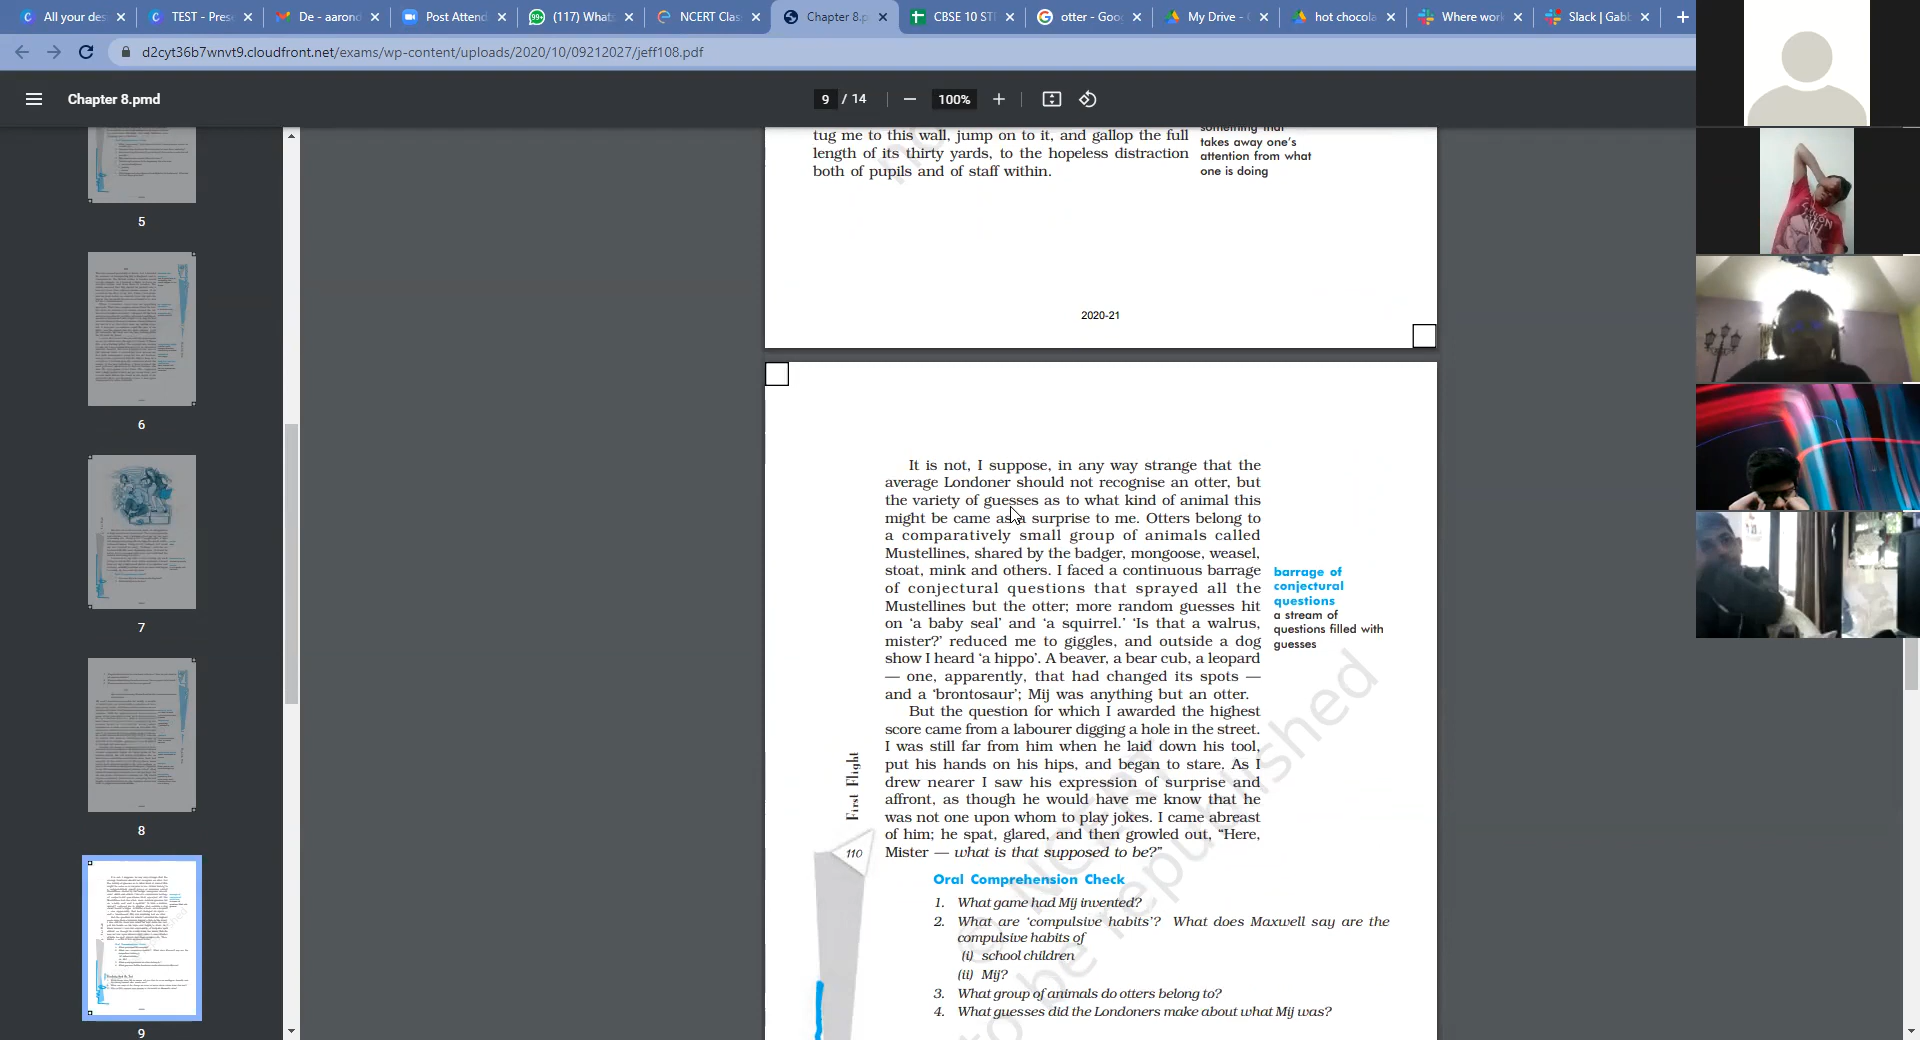 All your des
TEST - Pres
De - aarond
Post Attend
(117) What
NCERT Clas
Chapter 8.p
CBSE 10 ST
otter - Goo
My Drive -
hot chocola
Where wor
Slack | Gab
d2cyt36b7wnvt9.cloudfront.net/exams/wp-content/uploads/2020/10/09212027/jeff108.pdf
Chapter 8.pmd
9 / 14
100%
5
6
7
8
9
tug me to this wall, jump on to it, and gallop the full
length of its thirty yards, to the hopeless distraction
both of pupils and of staff within.
something that
takes away one's
attention from what
one is doing
2020-21
It is not, I suppose, in any way strange that the
average Londoner should not recognise an otter, but
the variety of guesses as to what kind of animal this
might be came as a surprise to me. Otters belong to
a comparatively small group of animals called
Mustellines, shared by the badger, mongoose, weasel,
stoat, mink and others. I faced a continuous barrage
of conjectural questions that sprayed all the
Mustellines but the otter; more random guesses hit
on ‘a baby seal’ and ‘a squirrel.’ ‘Is that a walrus,
mister?’ reduced me to giggles, and outside a dog
show I heard ‘a hippo’. A beaver, a bear cub, a leopard
— one, apparently, that had changed its spots —
and a ‘brontosaur’; Mij was anything but an otter.
But the question for which I awarded the highest
score came from a labourer digging a hole in the street.
I was still far from him when he laid down his tool,
put his hands on his hips, and began to stare. As I
drew nearer I saw his expression of surprise and
affront, as though he would have me know that he
was not one upon whom to play jokes. I came abreast
of him; he spat, glared, and then growled out, “Here,
Mister — what is that supposed to be?”
barrage of
conjectural
questions
a stream of
questions filled with
guesses
First Flight
110
Oral Comprehension Check
1. What game had Mij invented?
2. What are ‘compulsive habits’? What does Maxwell say are the
compulsive habits of
(i) school children
(ii) Mij?
3. What group of animals do otters belong to?
4. What guesses did the Londoners make about what Mij was?
© NCERT
to be republished